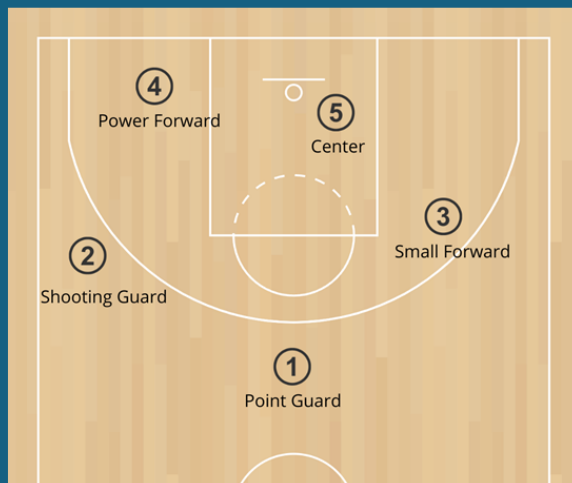 4
Power Forward
5
Center
3
Small Forward
2
Shooting Guard
1
Point Guard